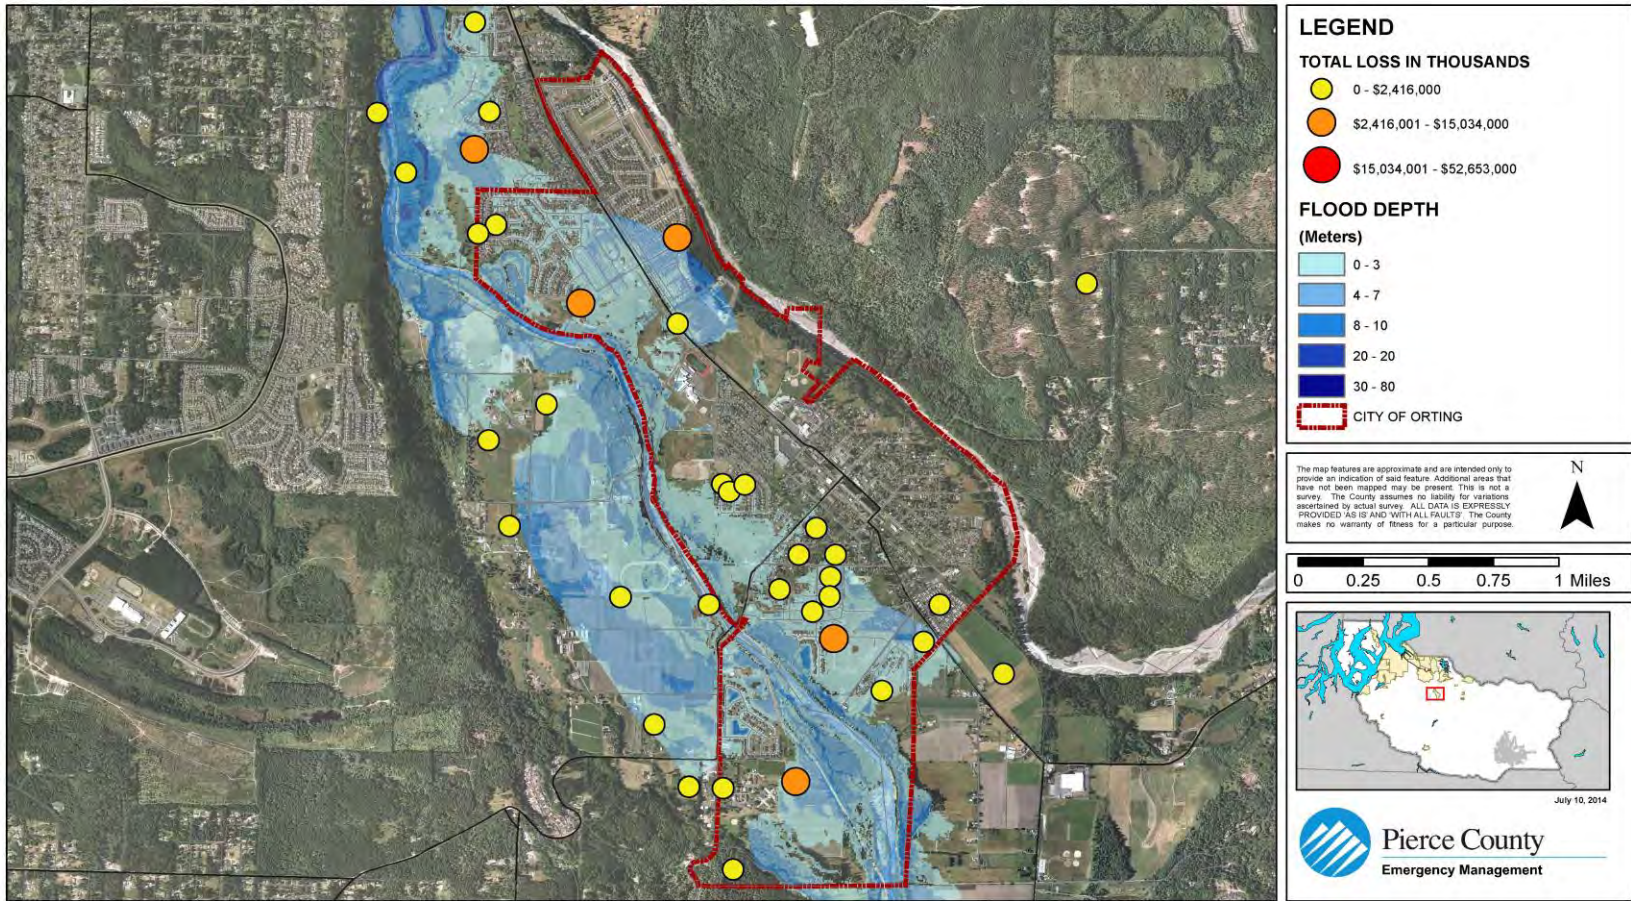 LEGEND
TOTAL LOSS IN THOUSANDS
0 - $2,416,000
$2,416,001 - $15,034,000
$15,034,001 - $52,653,000
FLOOD DEPTH
(Meters)
0 - 3
4 - 7
8 - 10
20 - 20
30 - 80
CITY OF ORTING
The map features are approximate and are intended only to
provide an indication of said feature. Additional areas that
have not been mapped may be present. This is not a
survey. The County assumes no liability for variations
ascertained by actual survey. ALL DATA IS EXPRESSLY
PROVIDED 'AS IS' AND 'WITH ALL FAULTS'. The County
makes no warranty of fitness for a particular purpose.
N
0 0.25 0.5 0.75 1 Miles
July 10, 2014
Pierce County
Emergency Management